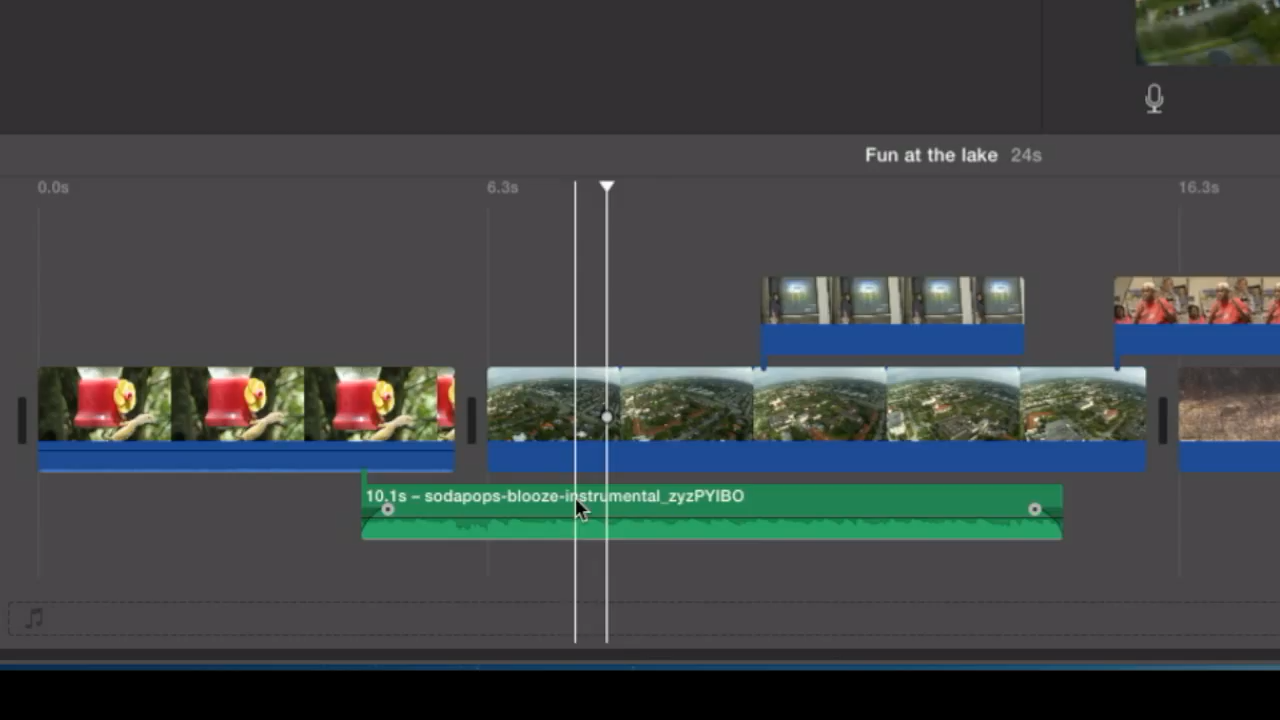 Fun at the lake 24s
0.0s 6.3s 16.3s
10.1s – sodapops-blooze-instrumental_zyzPYIBO